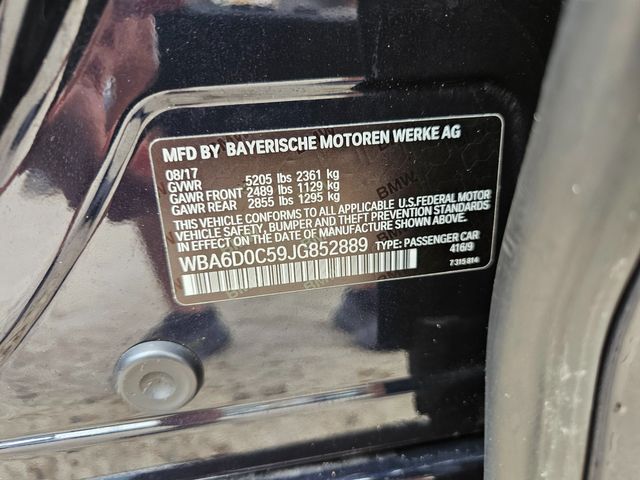 MFD BY BAYERISCHE MOTOREN WERKE AG
08/17
GVWR 5205 lbs 2361 kg
GAWR FRONT 2489 lbs 1129 kg
GAWR REAR 2855 lbs 1295 kg
THIS VEHICLE CONFORMS TO ALL APPLICABLE U.S.FEDERAL MOTOR
VEHICLE SAFETY, BUMPER AND THEFT PREVENTION STANDARDS
IN EFFECT ON THE DATE OF MANUFACTURE SHOWN ABOVE.
WBA6D0C59JG852889 TYPE: PASSENGER CAR
416/9
7315814